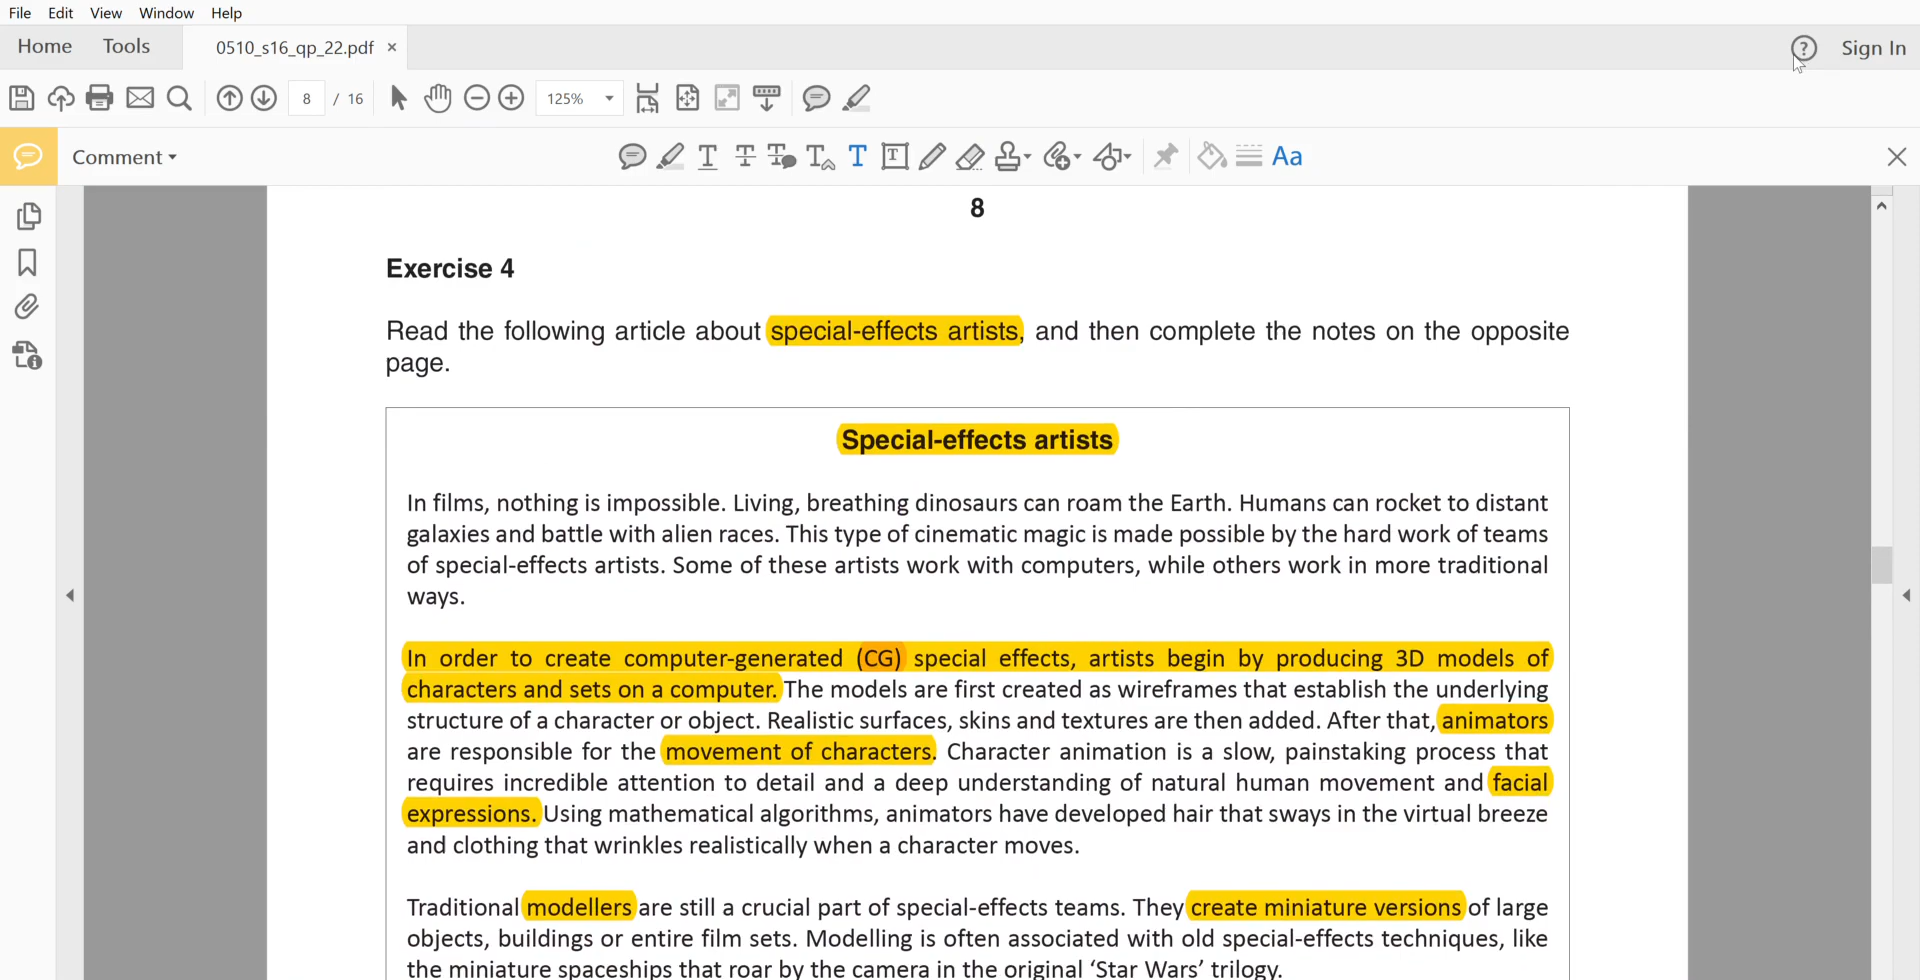 File Edit View Window Help
Home Tools 0510_s16_qp_22.pdf × ? Sign In
8 / 16 125%
Comment Aa
8
Exercise 4
Read the following article about special-effects artists, and then complete the notes on the opposite
page.
Special-effects artists
In films, nothing is impossible. Living, breathing dinosaurs can roam the Earth. Humans can rocket to distant
galaxies and battle with alien races. This type of cinematic magic is made possible by the hard work of teams
of special-effects artists. Some of these artists work with computers, while others work in more traditional
ways.
In order to create computer-generated (CG) special effects, artists begin by producing 3D models of
characters and sets on a computer. The models are first created as wireframes that establish the underlying
structure of a character or object. Realistic surfaces, skins and textures are then added. After that, animators
are responsible for the movement of characters. Character animation is a slow, painstaking process that
requires incredible attention to detail and a deep understanding of natural human movement and facial
expressions. Using mathematical algorithms, animators have developed hair that sways in the virtual breeze
and clothing that wrinkles realistically when a character moves.
Traditional modellers are still a crucial part of special-effects teams. They create miniature versions of large
objects, buildings or entire film sets. Modelling is often associated with old special-effects techniques, like
the miniature spaceships that roar by the camera in the original ‘Star Wars’ trilogy.